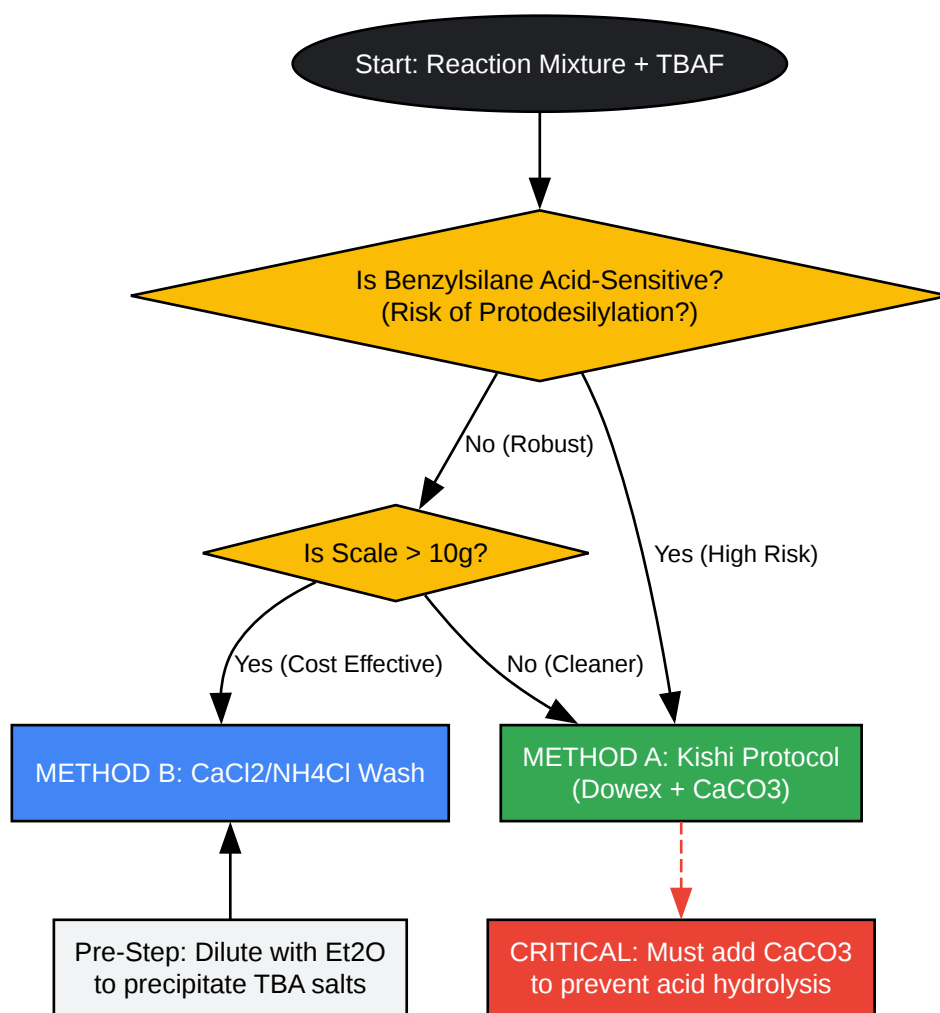 Start: Reaction Mixture + TBAF
Is Benzylsilane Acid-Sensitive?
(Risk of Protodesilylation?)
No (Robust)
Is Scale > 10g?
Yes (High Risk)
Yes (Cost Effective)
No (Cleaner)
METHOD B: CaCl2/NH4Cl Wash
METHOD A: Kishi Protocol
(Dowex + CaCO3)
Pre-Step: Dilute with Et2O
to precipitate TBA salts
CRITICAL: Must add CaCO3
to prevent acid hydrolysis